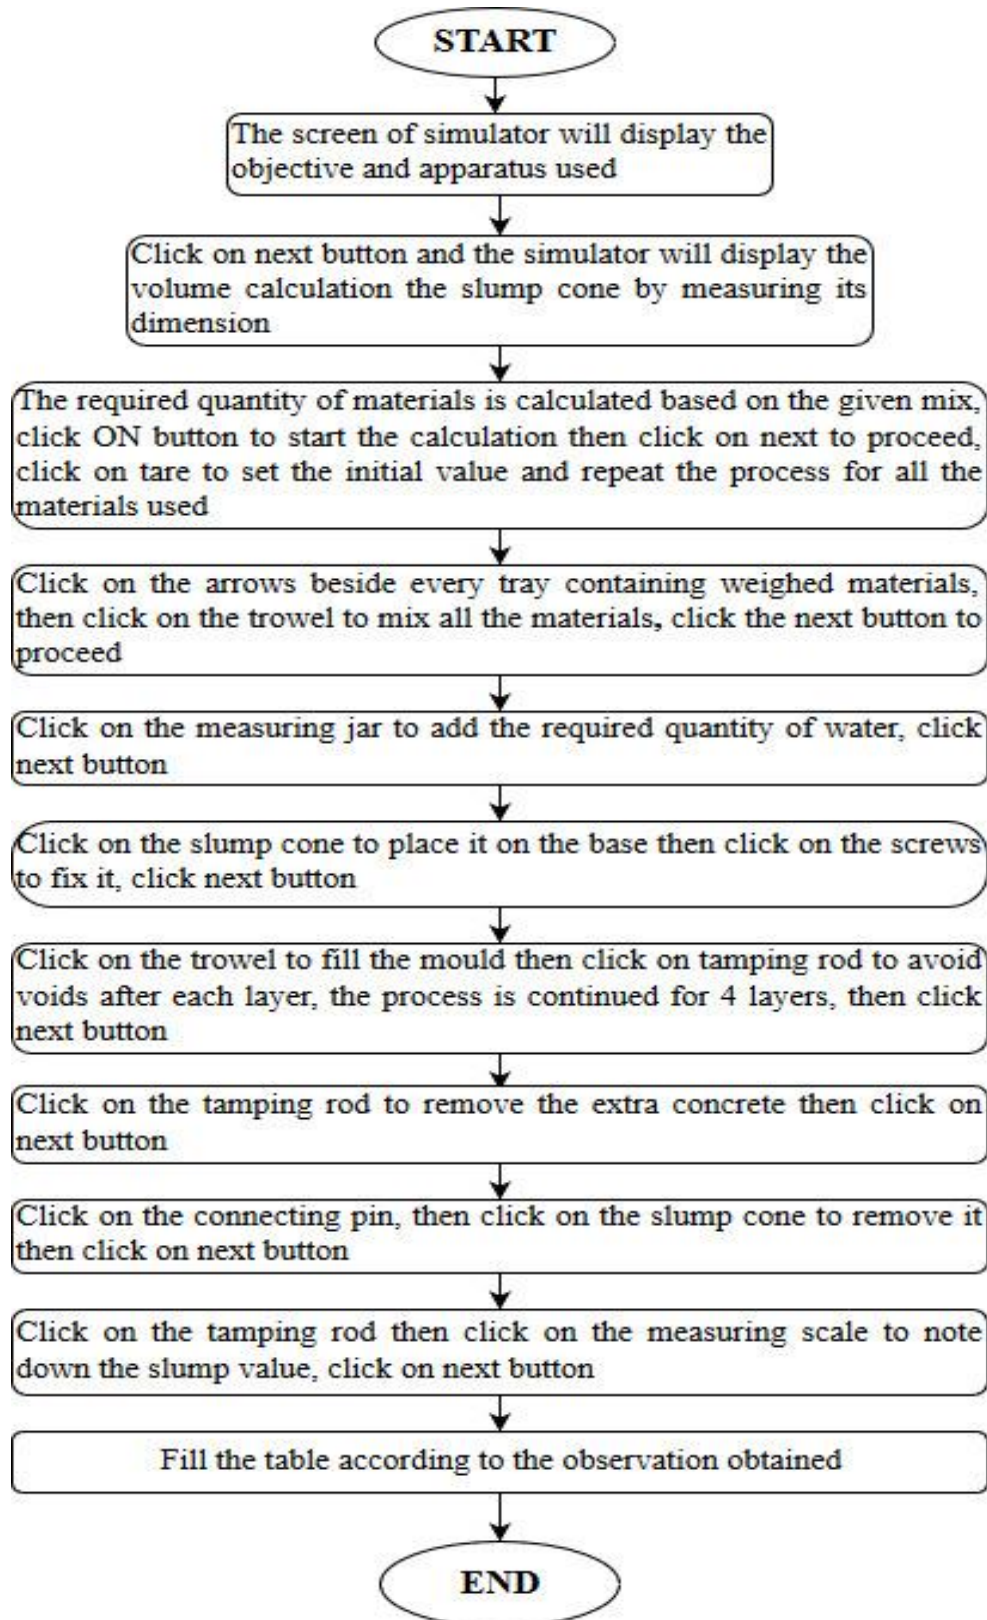 START
The screen of simulator will display the
objective and apparatus used
Click on next button and the simulator will display the
volume calculation the slump cone by measuring its
dimension
The required quantity of materials is calculated based on the given mix,
click ON button to start the calculation then click on next to proceed,
click on tare to set the initial value and repeat the process for all the
materials used
Click on the arrows beside every tray containing weighed materials,
then click on the trowel to mix all the materials, click the next button to
proceed
Click on the measuring jar to add the required quantity of water, click
next button
Click on the slump cone to place it on the base then click on the screws
to fix it, click next button
Click on the trowel to fill the mould then click on tamping rod to avoid
voids after each layer, the process is continued for 4 layers, then click
next button
Click on the tamping rod to remove the extra concrete then click on
next button
Click on the connecting pin, then click on the slump cone to remove it
then click on next button
Click on the tamping rod then click on the measuring scale to note
down the slump value, click on next button
Fill the table according to the observation obtained
END